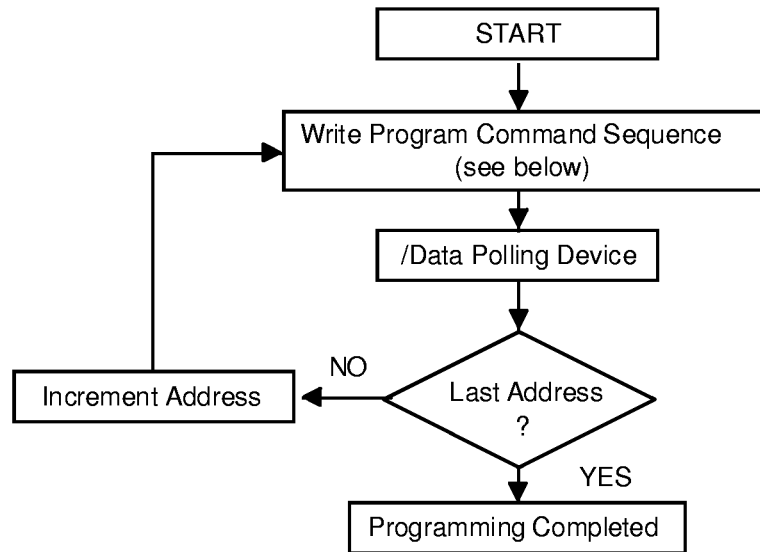 START
Write Program Command Sequence
(see below)
/Data Polling Device
NO
Increment Address
Last Address
?
YES
Programming Completed